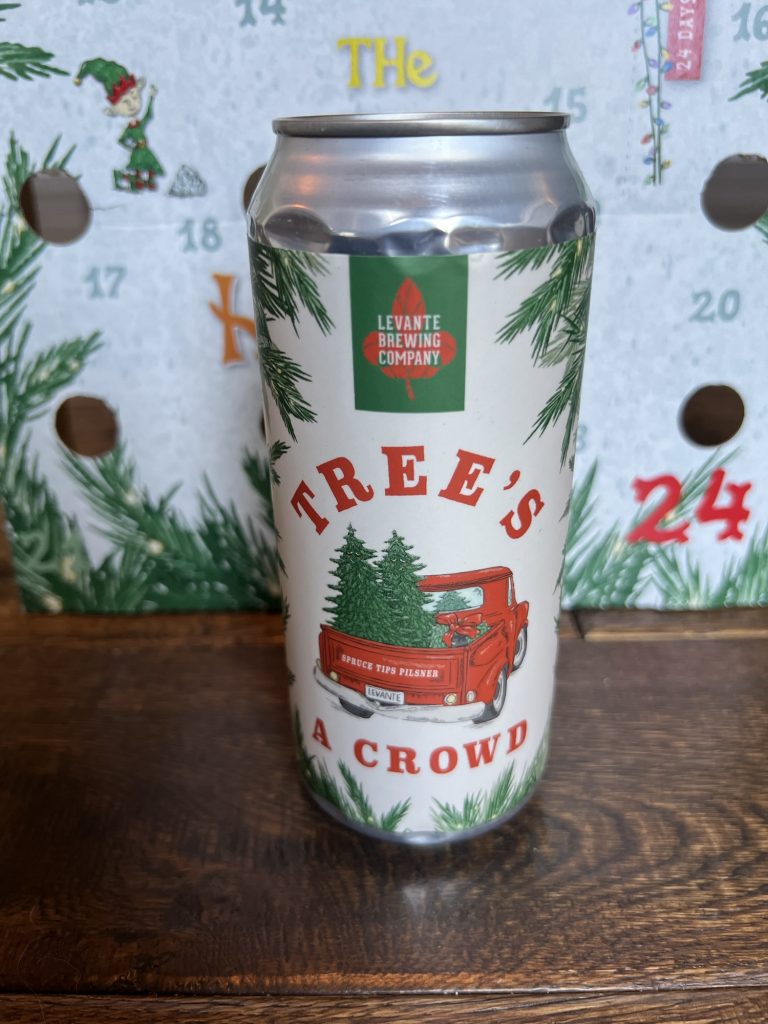 14
THe
24 DAYS
16
15
18
17
H
20
24
LEVANTE
BREWING
COMPANY
TREE'S
SPRUCE TIPS PILSNER
LEVANTE
A CROWD